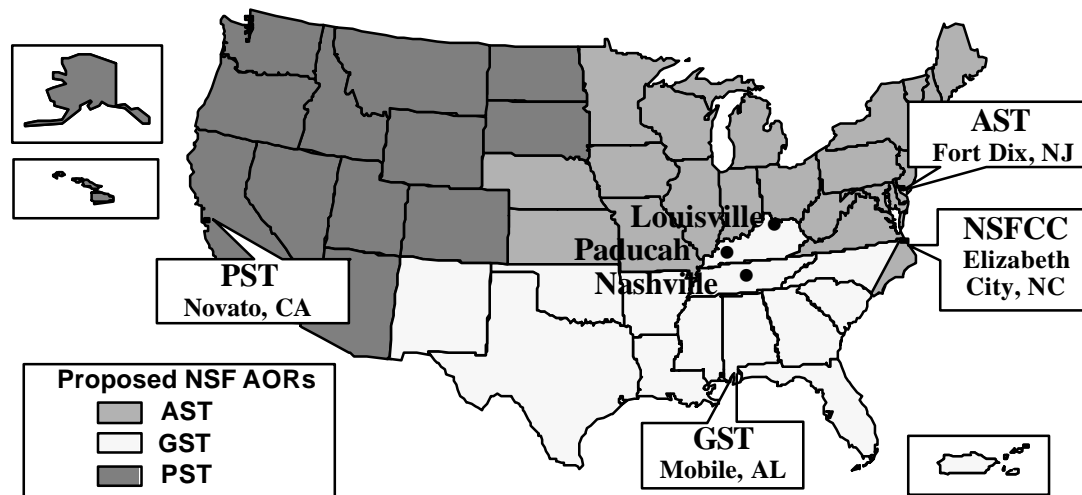 AST
Fort Dix, NJ
Louisville
NSFCC
Elizabeth
City, NC
Paducah
Nashville
PST
Novato, CA
Proposed NSF AORs
AST
GST
PST
GST
Mobile, AL